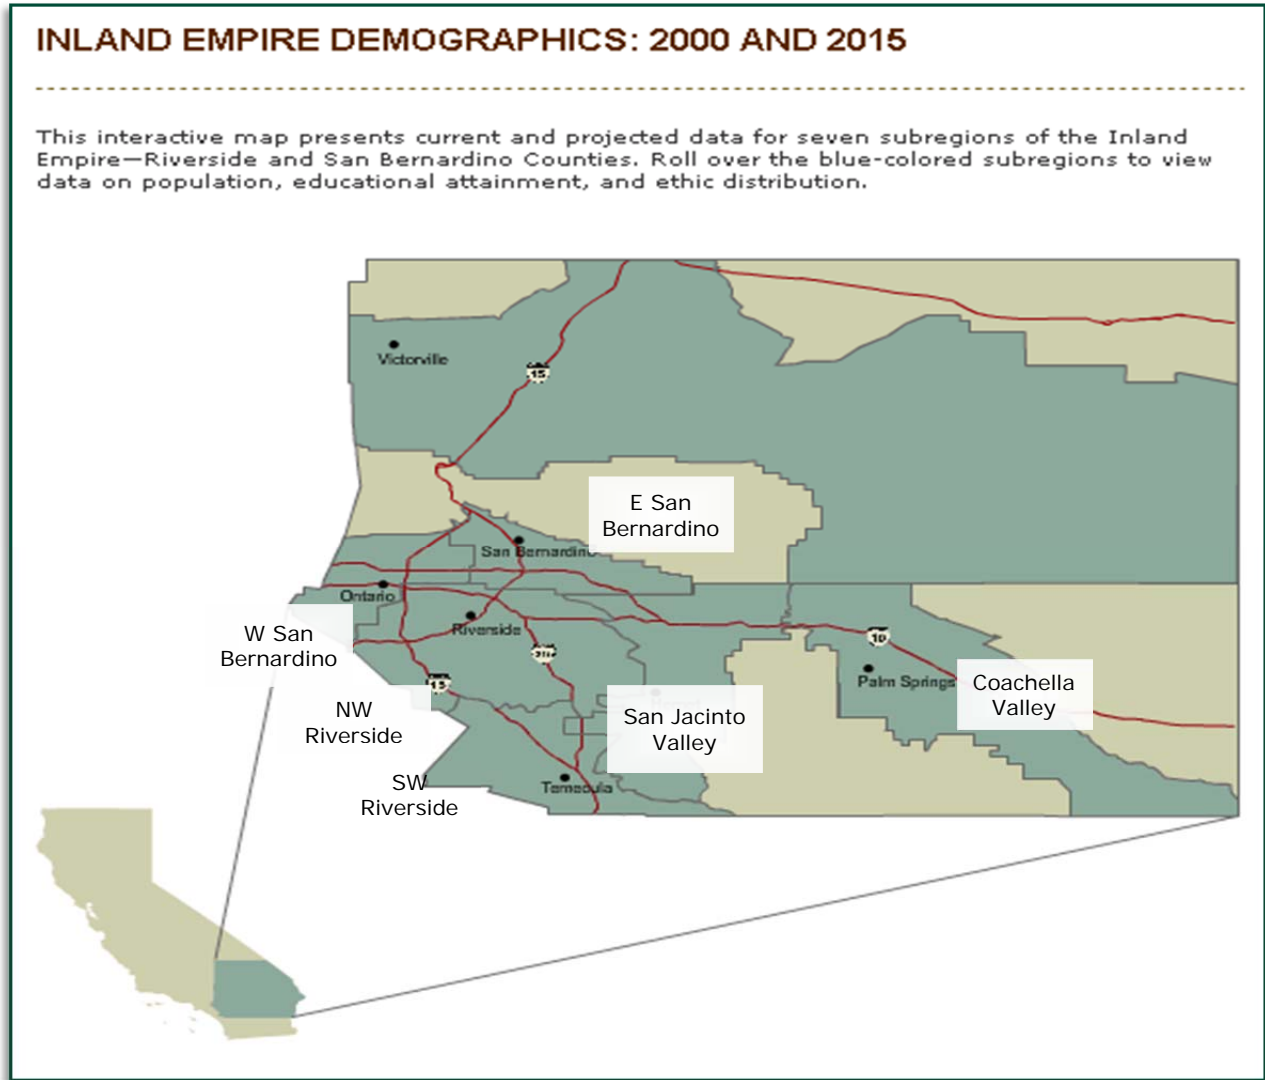 INLAND EMPIRE DEMOGRAPHICS: 2000 AND 2015
This interactive map presents current and projected data for seven subregions of the Inland
Empire—Riverside and San Bernardino Counties. Roll over the blue-colored subregions to view
data on population, educational attainment, and ethic distribution.
Victorville
15
E San
Bernardino
San Bernardino
Ontario
Riverside
W San
Bernardino
10
Palm Springs
Coachella
Valley
15
NW
Riverside
San Jacinto
Valley
SW
Riverside
Temecula